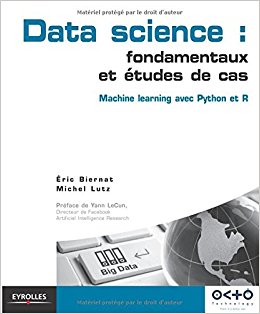 Matériel protégé par le droit d'auteur
Data science :
fondamentaux
et études de cas
Machine learning avec Python et R
Éric Biernat
Michel Lutz
Préface de Yann LeCun,
Directeur de Facebook
Artificial Intelligence Research
Big Data
EYROLLES
OCTO
Technology
Matériel protégé par le droit d'auteur